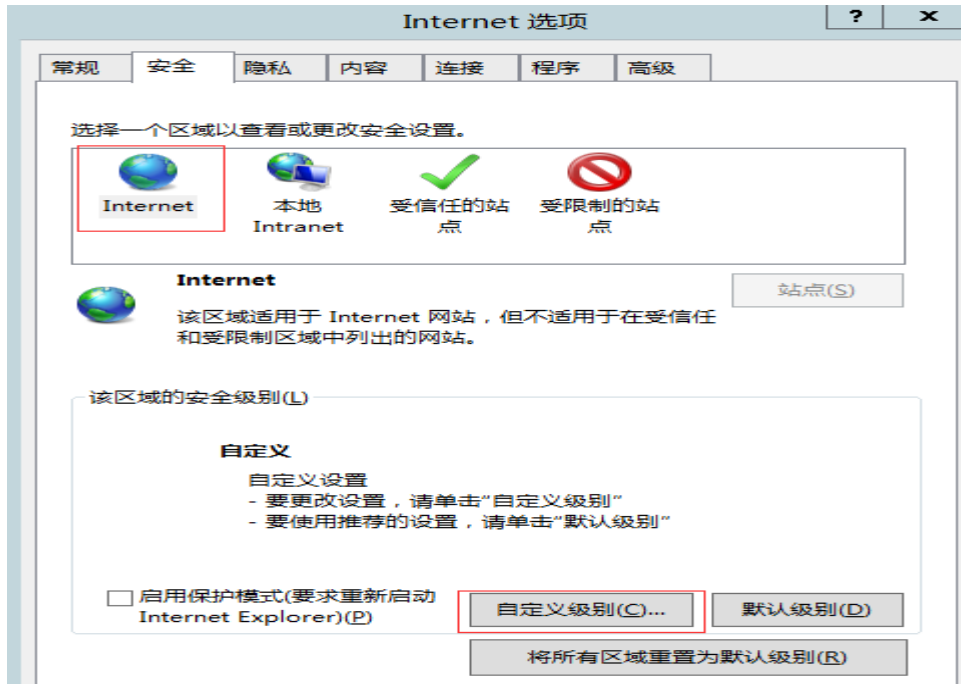 Internet 选项
?
x
常规 安全 隐私 内容 连接 程序 高级
选择一个区域以查看或更改安全设置。
Internet
本地
Intranet
受信任的站
点
受限制的站
点
Internet
站点(S)
该区域适用于 Internet 网站，但不适用于在受信任
和受限制区域中列出的网站。
该区域的安全级别(L)
自定义
自定义设置
- 要更改设置，请单击“自定义级别”
- 要使用推荐的设置，请单击“默认级别”
启用保护模式(要求重新启动
Internet Explorer)(P)
自定义级别(C)...
默认级别(D)
将所有区域重置为默认级别(R)